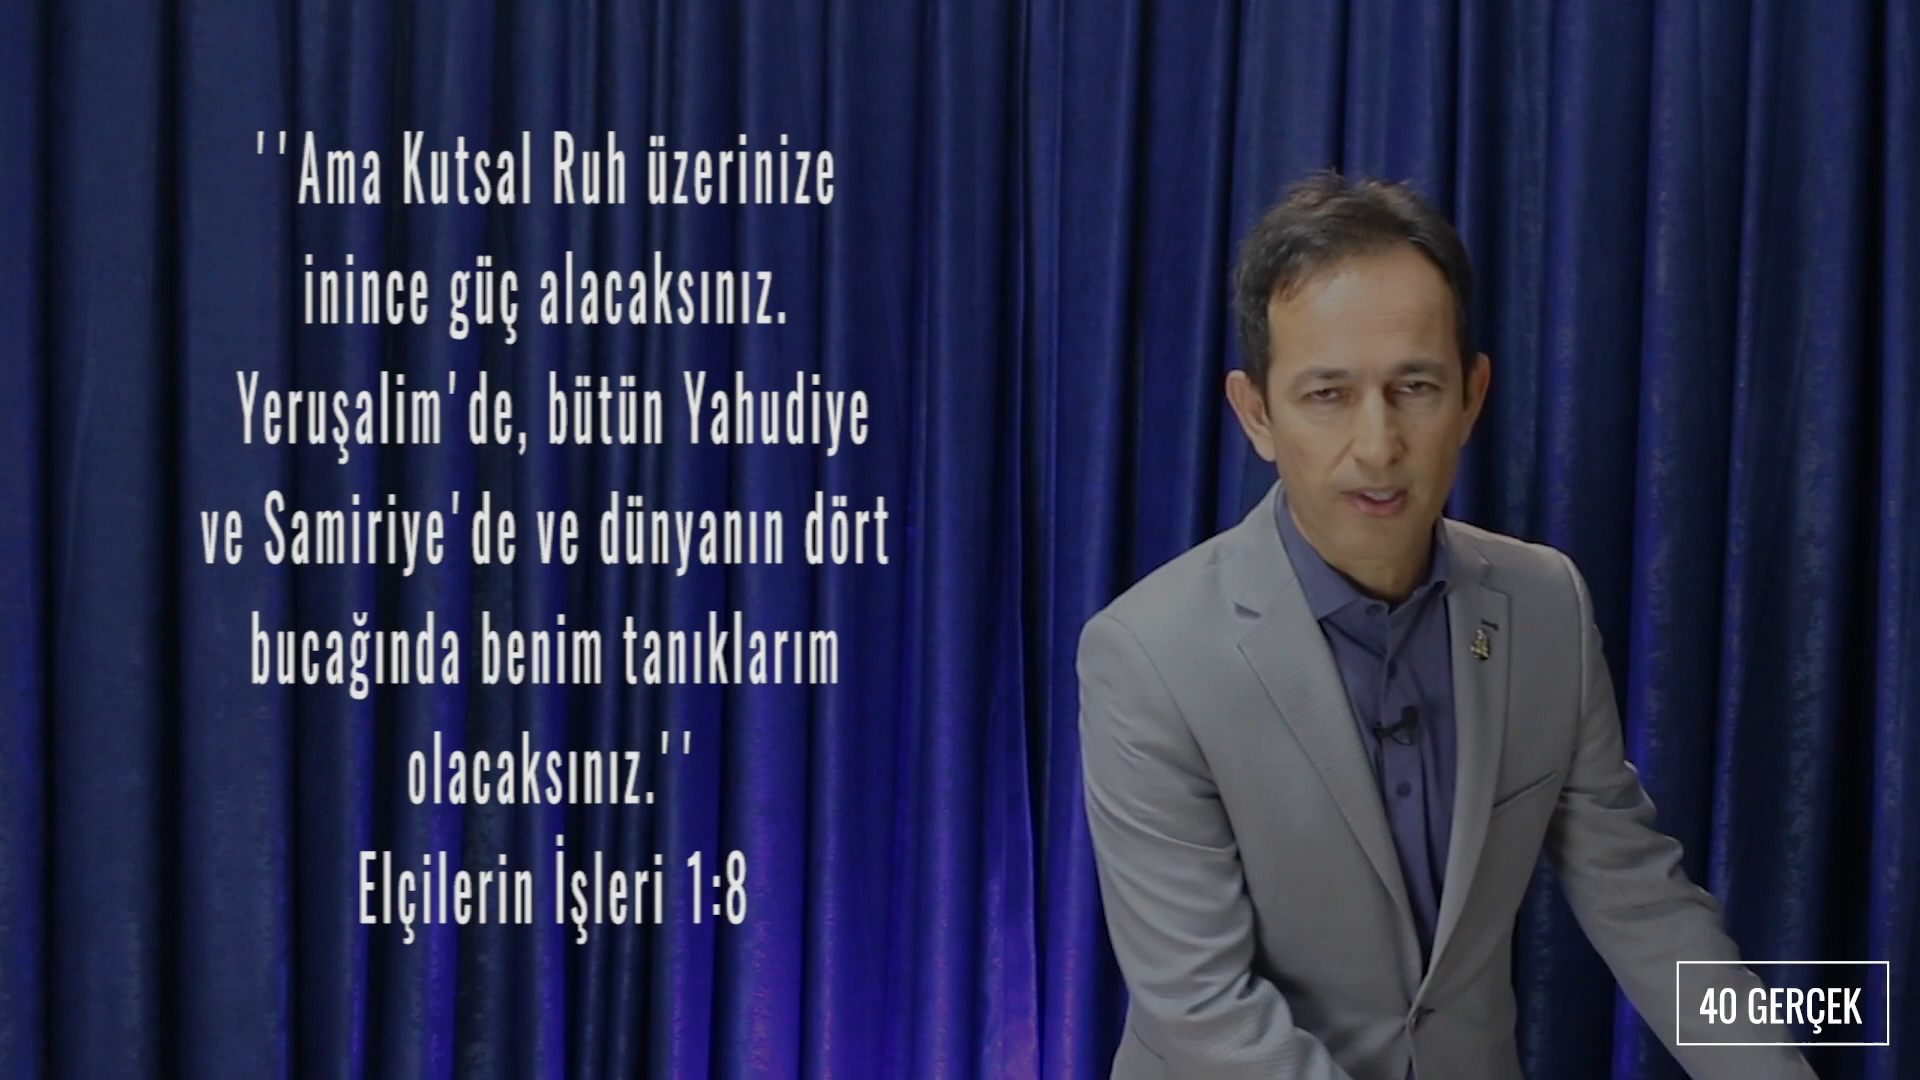 ''Ama Kutsal Ruh üzerinize
inince güç alacaksınız.
Yeruşalim'de, bütün Yahudiye
ve Samiriye'de ve dünyanın dört
bucağında benim tanıklarım
olacaksınız.''
Elçilerin İşleri 1:8
40 GERÇEK